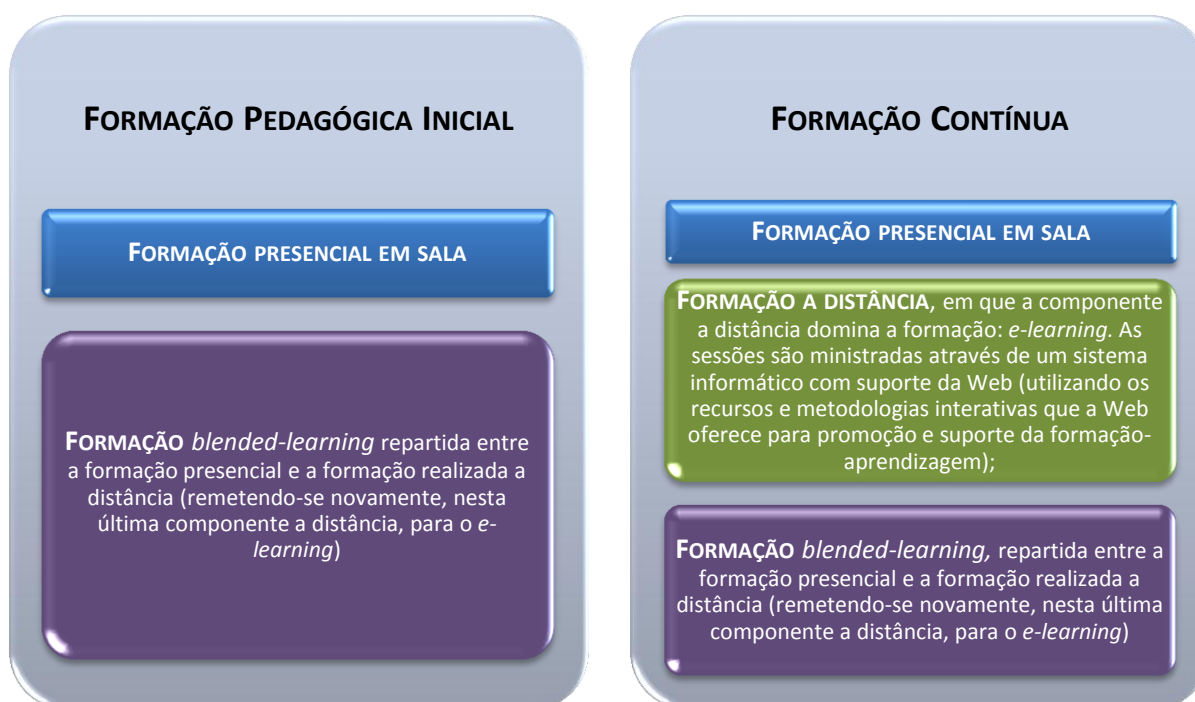 FORMAÇÃO PEDAGÓGICA INICIAL
FORMAÇÃO PRESENCIAL EM SALA
FORMAÇÃO blended-learning repartida entre
a formação presencial e a formação realizada a
distância (remetendo-se novamente, nesta
última componente a distância, para o e-
learning)
FORMAÇÃO CONTÍNUA
FORMAÇÃO PRESENCIAL EM SALA
FORMAÇÃO A DISTÂNCIA, em que a componente
a distância domina a formação: e-learning. As
sessões são ministradas através de um sistema
informático com suporte da Web (utilizando os
recursos e metodologias interativas que a Web
oferece para promoção e suporte da formação-
aprendizagem);
FORMAÇÃO blended-learning, repartida entre a
formação presencial e a formação realizada a
distância (remetendo-se novamente, nesta última
componente a distância, para o e-learning)